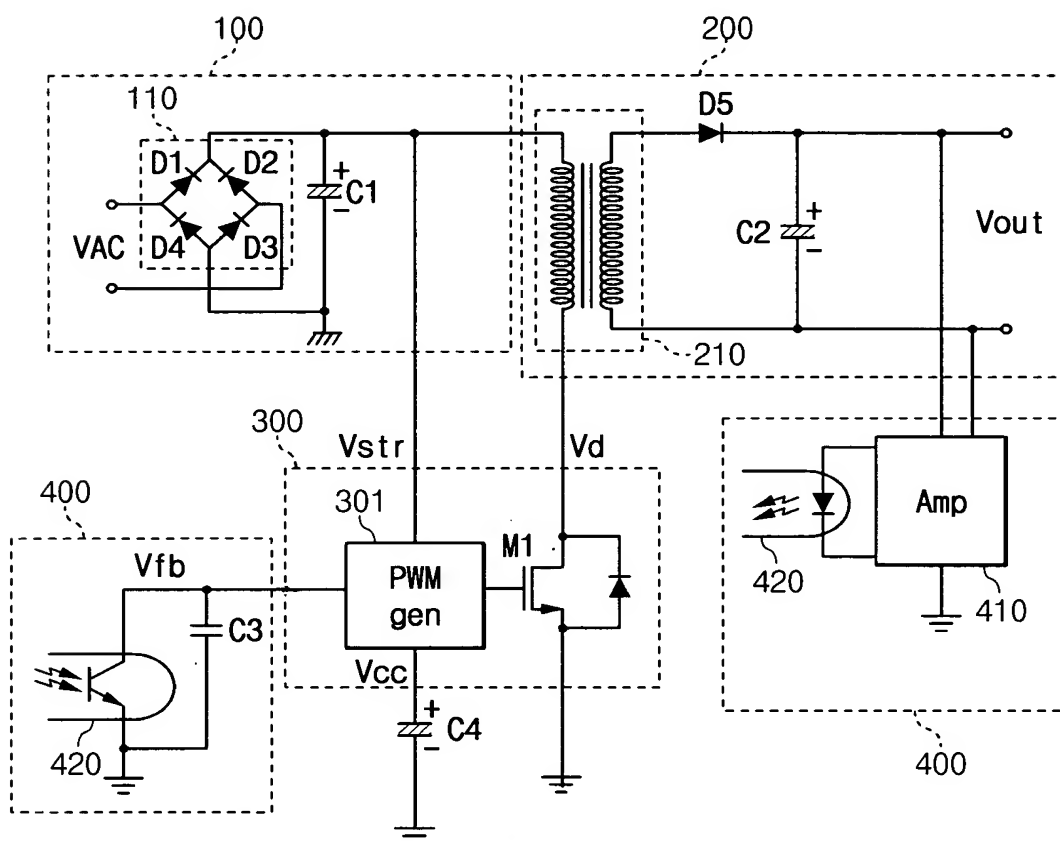 100
200
110
D1
D2
D5
+
C1
-
+
C2
-
Vout
VAC
D4
D3
210
300
Vstr
Vd
400
301
M1
Amp
Vfb
PWM
gen
420
410
C3
Vcc
+
C4
-
420
400